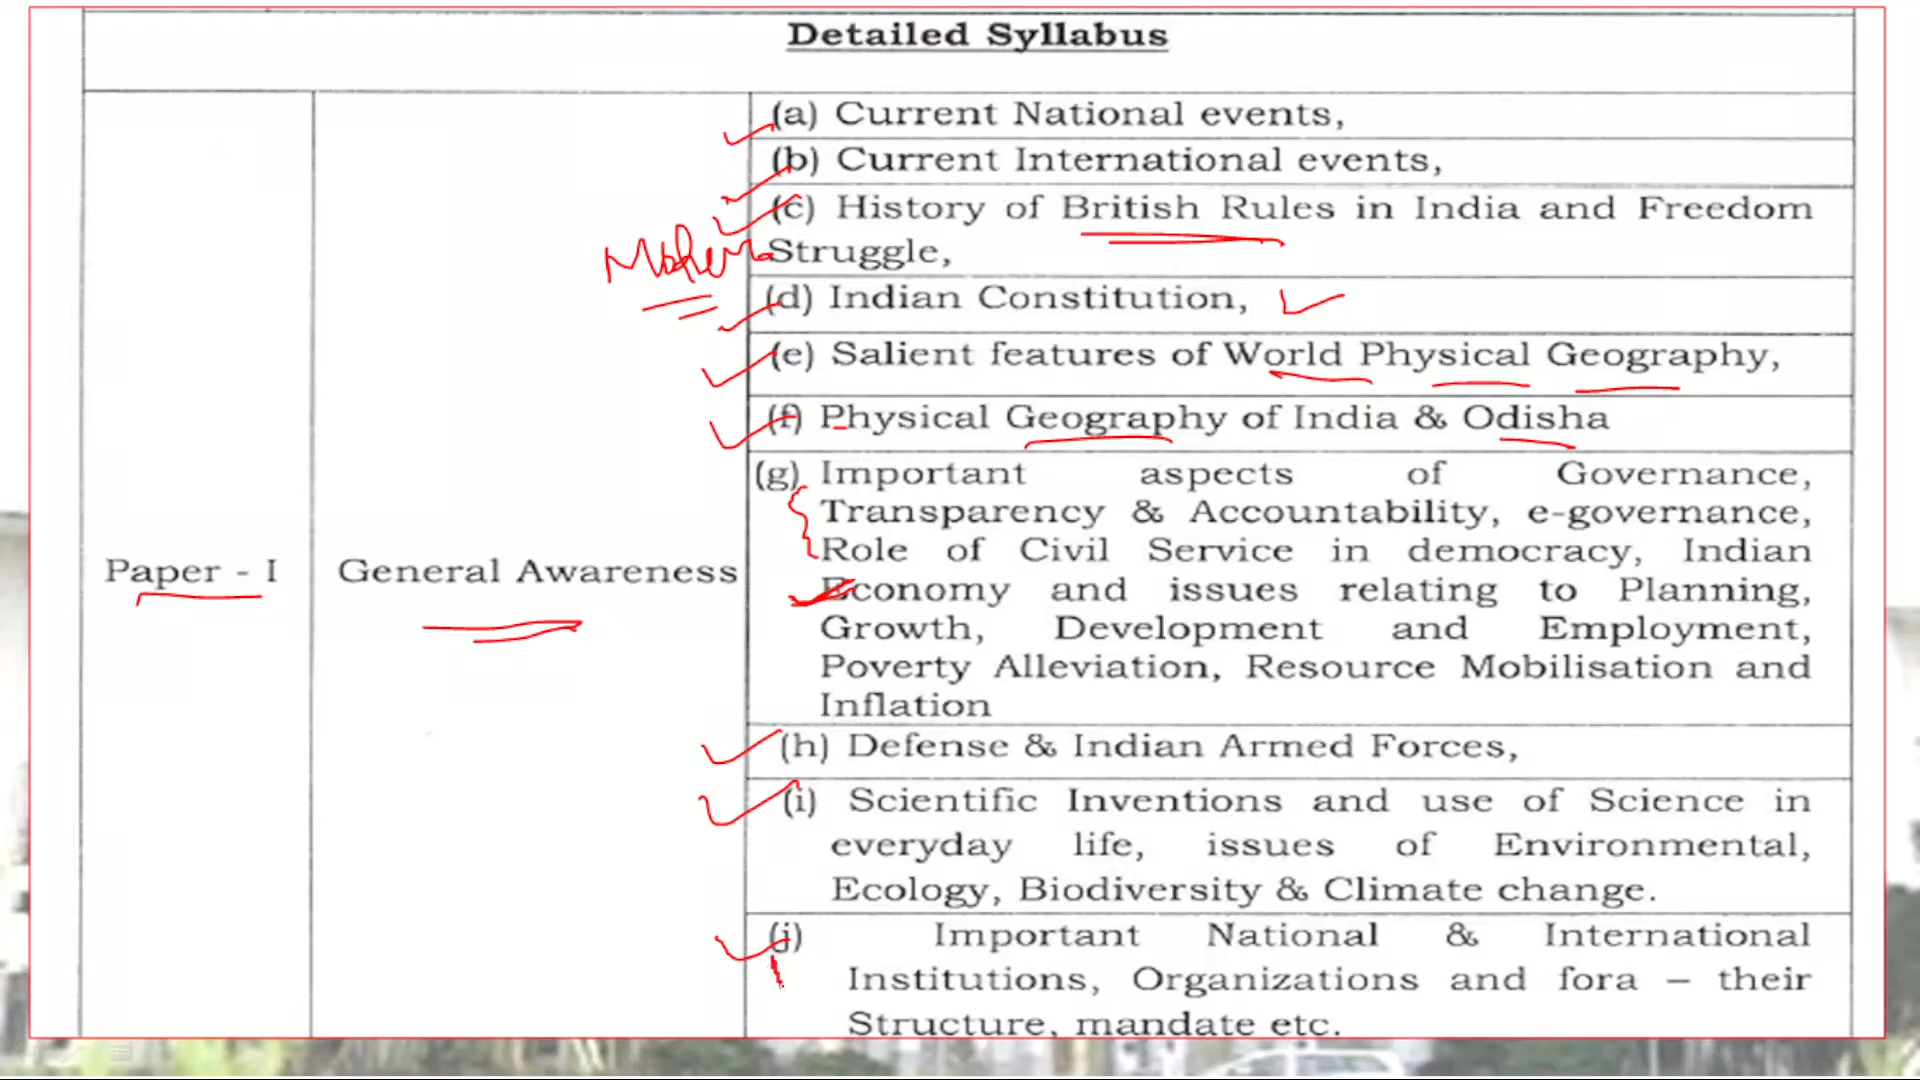 Detailed Syllabus
(a) Current National events,
(b) Current International events,
(c) History of British Rules in India and Freedom
Struggle,
Modern
(d) Indian Constitution,
(e) Salient features of World Physical Geography,
(f) Physical Geography of India & Odisha
(g) Important aspects of Governance,
Transparency & Accountability, e-governance,
Role of Civil Service in democracy, Indian
Economy and issues relating to Planning,
Growth, Development and Employment,
Poverty Alleviation, Resource Mobilisation and
Inflation
Paper - I
General Awareness
(h) Defense & Indian Armed Forces,
(i) Scientific Inventions and use of Science in
everyday life, issues of Environmental,
Ecology, Biodiversity & Climate change.
(j) Important National & International
Institutions, Organizations and fora – their
Structure, mandate etc.